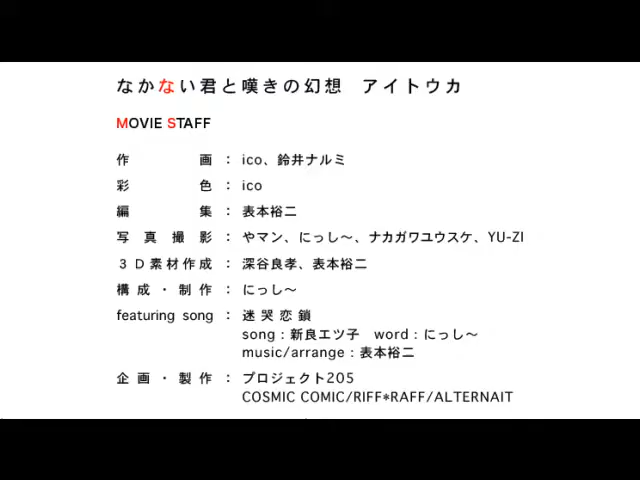 なかない君と嘆きの幻想　アイトウカ
MOVIE STAFF
作　　　画 ： ico、鈴井ナルミ
彩　　　色 ： ico
編　　　集 ： 表本裕二
写 真 撮 影 ： やマン、にっし～、ナカガワユウスケ、YU-ZI
３Ｄ素材作成 ： 深谷良孝、表本裕二
構成・制作 ： にっし～
featuring song ： 迷 哭 恋 鎖
song：新良エツ子　word：にっし～
music/arrange：表本裕二
企画・製作 ： プロジェクト205
COSMIC COMIC/RIFF*RAFF/ALTERNAIT